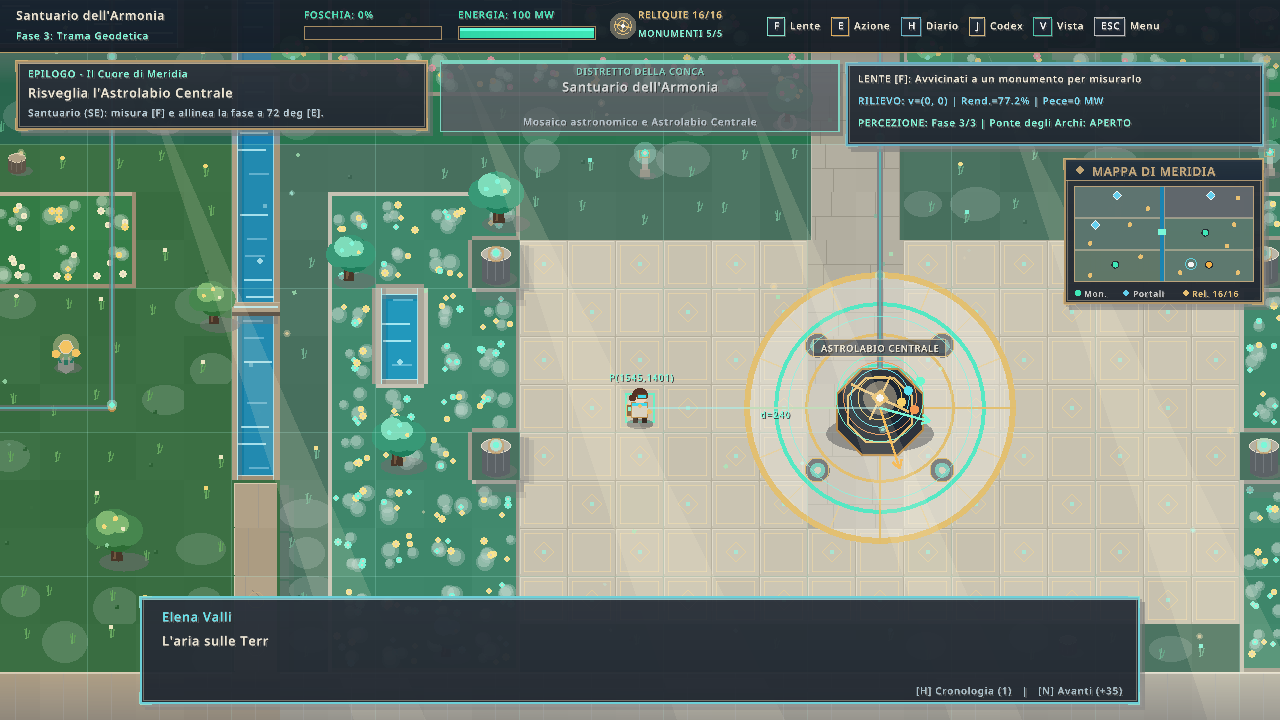 Santuario dell'Armonia
Fase 3: Trama Geodetica
FOSCHIA: 0%
ENERGIA: 100 MW
RELIQUIE 16/16
MONUMENTI 5/5
F Lente
E Azione
H Diario
J Codex
V Vista
ESC Menu
EPILOGO - Il Cuore di Meridia
Risveglia l'Astrolabio Centrale
Santuario (SE): misura [F] e allinea la fase a 72 deg [E].
DISTRETTO DELLA CONCA
Santuario dell'Armonia
Mosaico astronomico e Astrolabio Centrale
LENTE [F]: Avvicinati a un monumento per misurarlo
RILIEVO: v=(0, 0) | Rend.=77.2% | Pece=0 MW
PERCEZIONE: Fase 3/3 | Ponte degli Archi: APERTO
MAPPA DI MERIDIA
Mon.
Portali
Rel. 16/16
ASTROLABIO CENTRALE
P(1545,1401)
d=240
Elena Valli
L'aria sulle Terr
[H] Cronologia (1) | [N] Avanti (+35)